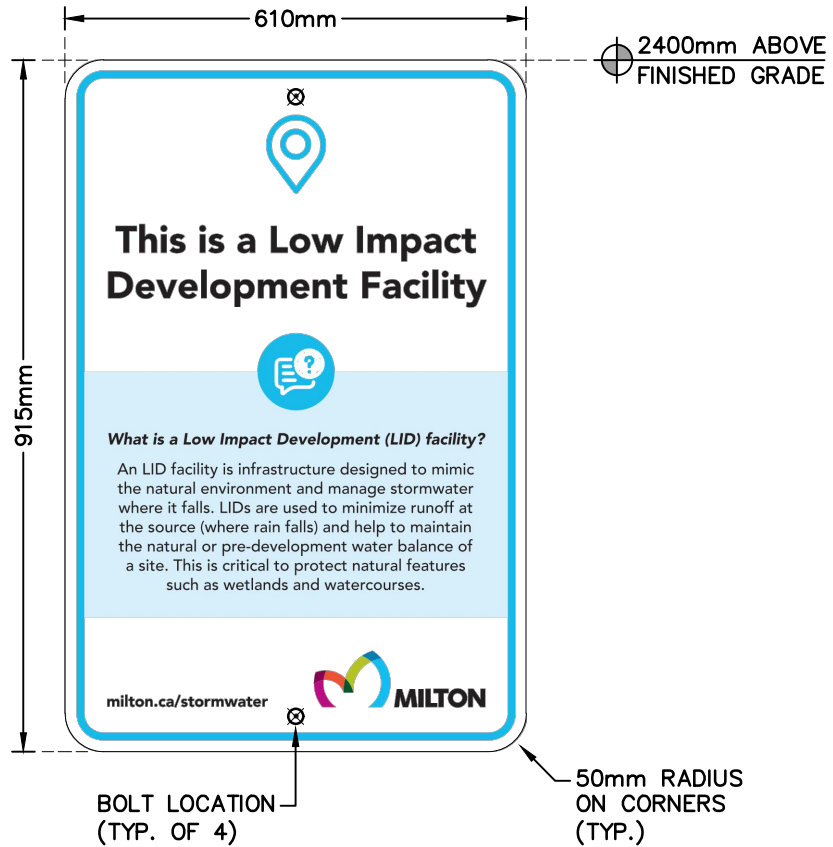 610mm
2400mm ABOVE
FINISHED GRADE
This is a Low Impact
Development Facility
?
915mm
What is a Low Impact Development (LID) facility?
An LID facility is infrastructure designed to mimic
the natural environment and manage stormwater
where it falls. LIDs are used to minimize runoff at
the source (where rain falls) and help to maintain
the natural or pre-development water balance of
a site. This is critical to protect natural features
such as wetlands and watercourses.
milton.ca/stormwater
MILTON
BOLT LOCATION
(TYP. OF 4)
50mm RADIUS
ON CORNERS
(TYP.)